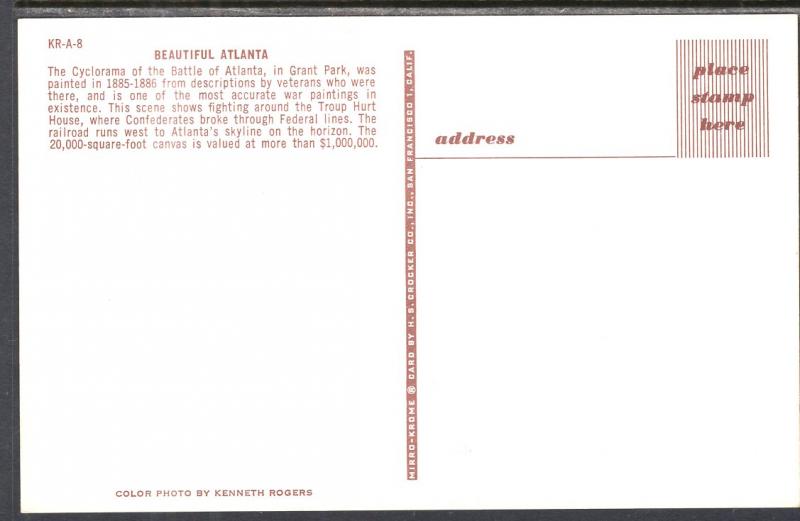 KR-A-8
BEAUTIFUL ATLANTA
The Cyclorama of the Battle of Atlanta, in Grant Park, was
painted in 1885-1886 from descriptions by veterans who were
there, and is one of the most accurate war paintings in
existence. This scene shows fighting around the Troup Hurt
House, where Confederates broke through Federal lines. The
railroad runs west to Atlanta's skyline on the horizon. The
20,000-square-foot canvas is valued at more than $1,000,000.
COLOR PHOTO BY KENNETH ROGERS
MIRRO-KROME ® CARD BY H. S. CROCKER CO., INC., SAN FRANCISCO 1, CALIF.
place
stamp
here
address